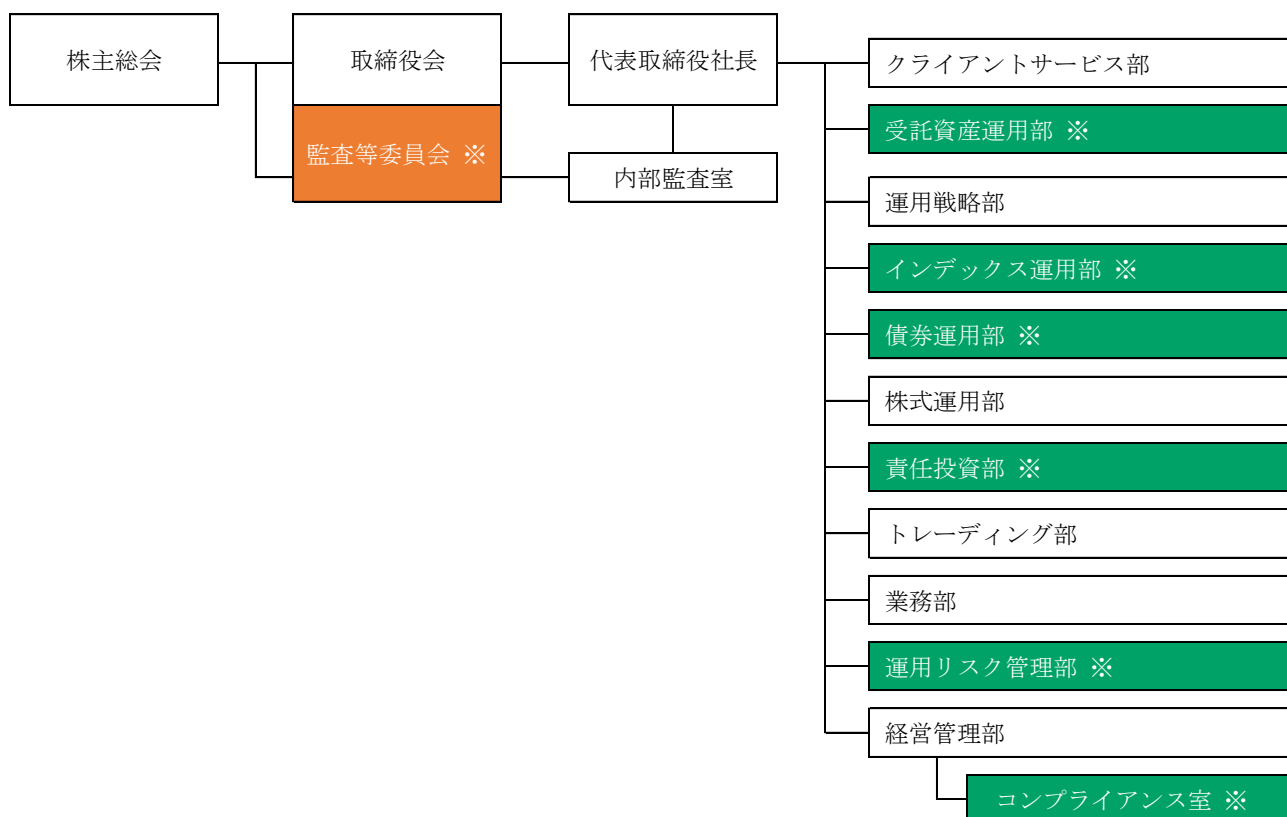 株主総会
取締役会
監査等委員会 ※
代表取締役社長
内部監査室
クライアントサービス部
受託資産運用部 ※
運用戦略部
インデックス運用部 ※
債券運用部 ※
株式運用部
責任投資部 ※
トレーディング部
業務部
運用リスク管理部 ※
経営管理部
コンプライアンス室 ※